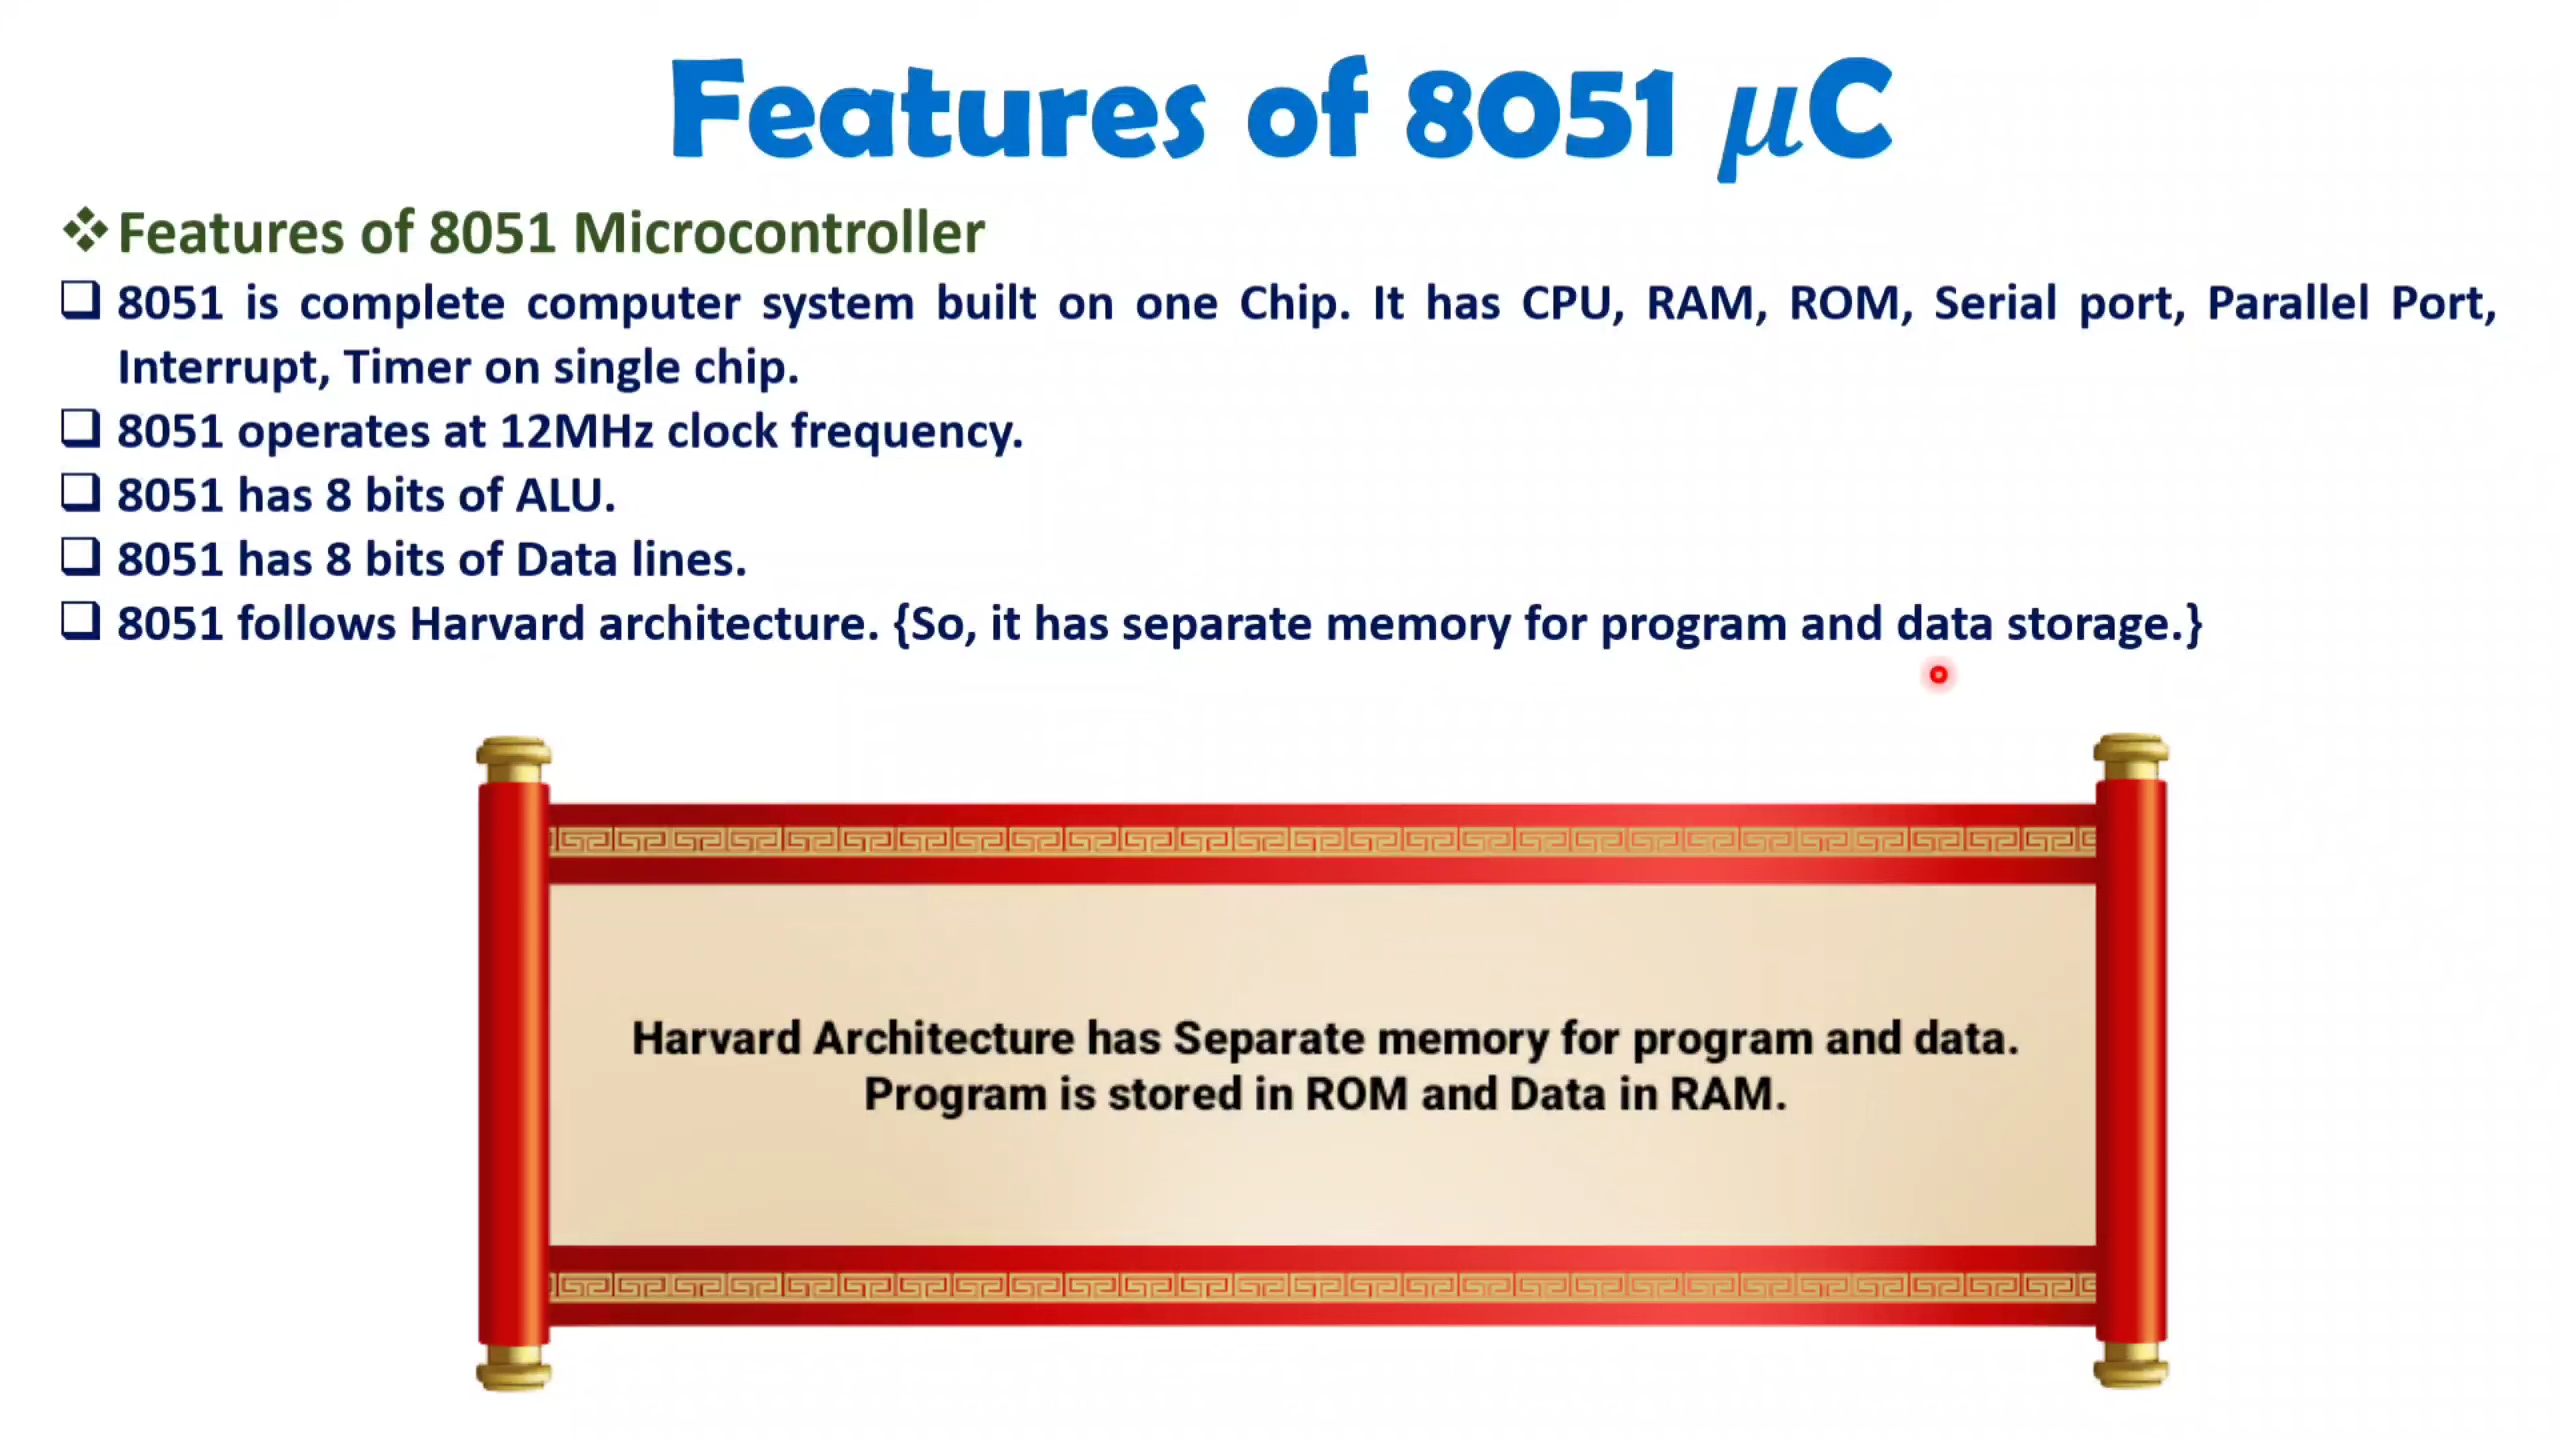 Features of 8051 μC
❖Features of 8051 Microcontroller
❑ 8051 is complete computer system built on one Chip. It has CPU, RAM, ROM, Serial port, Parallel Port,
Interrupt, Timer on single chip.
❑ 8051 operates at 12MHz clock frequency.
❑ 8051 has 8 bits of ALU.
❑ 8051 has 8 bits of Data lines.
❑ 8051 follows Harvard architecture. {So, it has separate memory for program and data storage.}
Harvard Architecture has Separate memory for program and data.
Program is stored in ROM and Data in RAM.